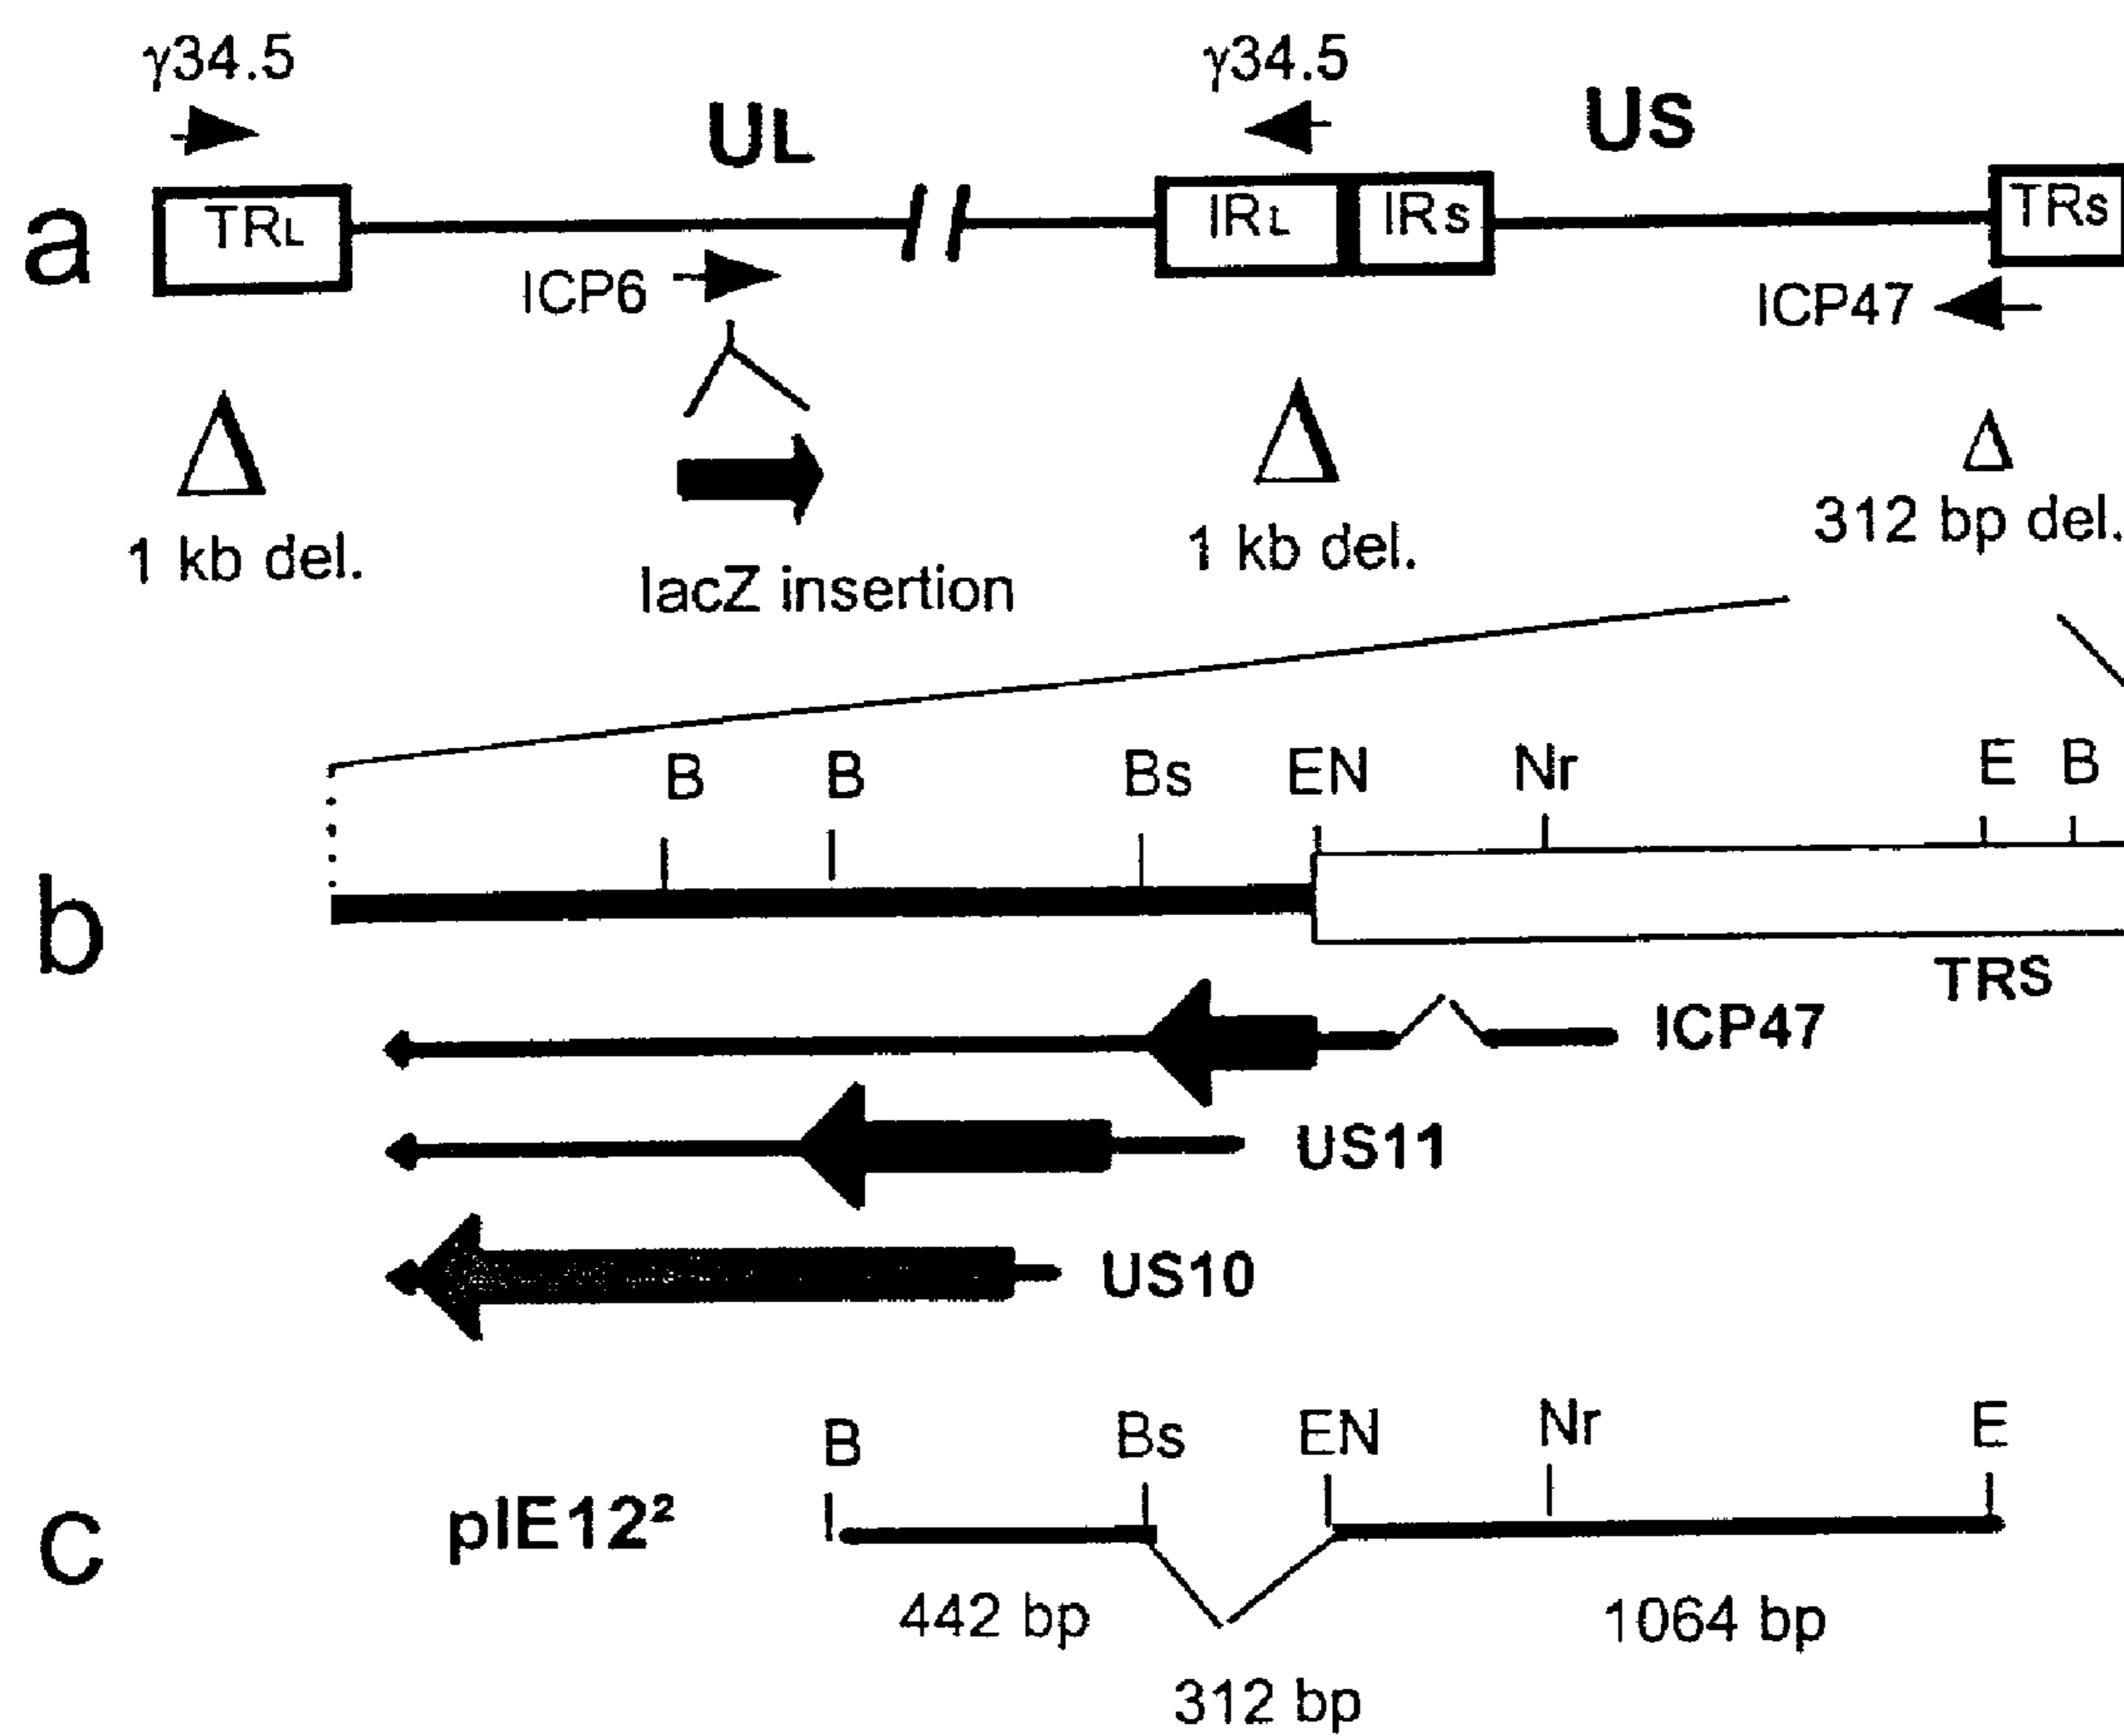 γ34.5 γ34.5
UL US
a TRL IRL IRS TRS
ICP6 ICP47
Δ Δ Δ
1 kb del. lacZ insertion 1 kb del. 312 bp del.
B B Bs EN Nr E B
b
TRS
ICP47
US11
US10
B Bs EN Nr E
c pIE12²
442 bp 1064 bp
312 bp